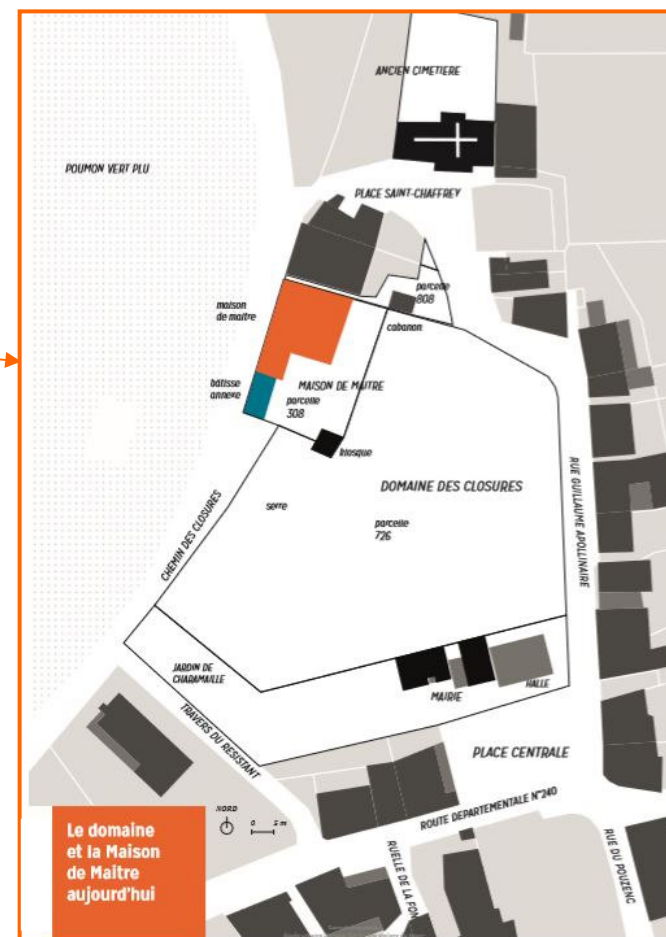 ANCIEN CIMETIERE
POUMON VERT PLU
PLACE SAINT-CHAFFREY
parcelle
808
maison
de maitre
cabanon
MAISON DE MAITRE
bâtisse
annexe
parcelle
308
kiosque
DOMAINE DES CLOSURES
serre
parcelle
726
CHEMIN DES CLOSURES
RUE GUILLAUME APOLLINAIRE
JARDIN DE
CHARAMAILLE
MAIRIE
HALLE
TRAVERS DU RESISTANT
PLACE CENTRALE
NORD
0 5 m
ROUTE DEPARTEMENTALE N°240
Le domaine
et la Maison
de Maitre
aujourd'hui
RUELLE DE LA FON
RUE DU POUZENC